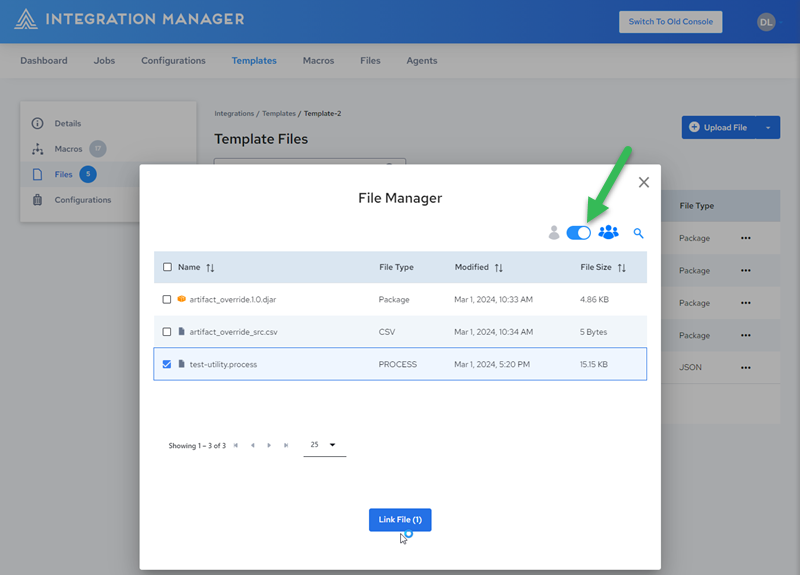 INTEGRATION MANAGER
Switch To Old Console
DL
Dashboard Jobs Configurations Templates Macros Files Agents
Details
Macros 17
Files 5
Configurations
Integrations / Templates / Template-2
Template Files
Upload File
File Type
Package •••
Package •••
Package •••
Package •••
JSON •••
File Manager
Name File Type Modified File Size
artifact_override.1.0.djar Package Mar 1, 2024, 10:33 AM 4.86 KB
artifact_override_src.csv CSV Mar 1, 2024, 10:34 AM 5 Bytes
test-utility.process PROCESS Mar 1, 2024, 5:20 PM 15.15 KB
Showing 1 – 3 of 3 25
Link File (1)